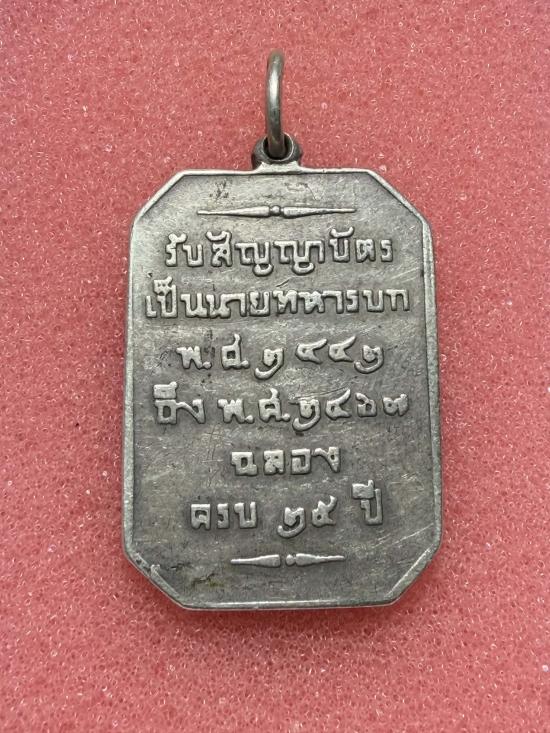 รับสัญญาบัตร
เป็นนายทหารบก
พ.ศ.๒๔๔๒
ถึง พ.ศ.๒๔๖๗
ฉลอง
ครบ ๒๕ ปี